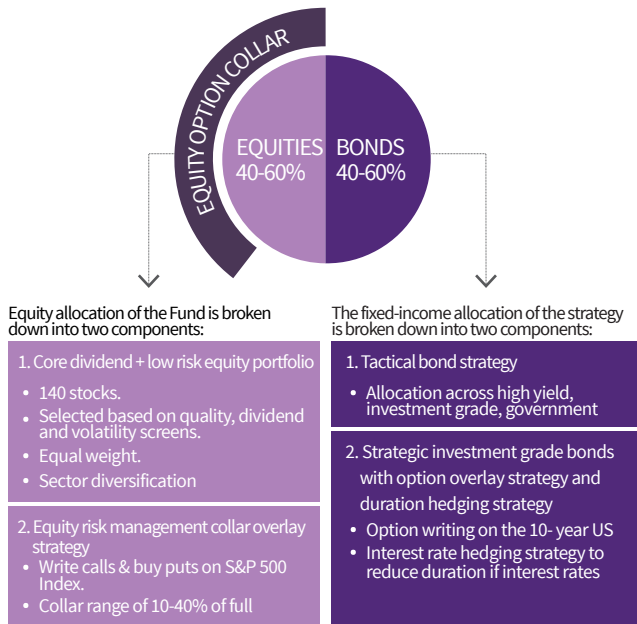 EQUITY OPTION COLLAR
EQUITIES
40-60%
BONDS
40-60%
Equity allocation of the Fund is broken
down into two components:
1. Core dividend + low risk equity portfolio
• 140 stocks.
• Selected based on quality, dividend
and volatility screens.
• Equal weight.
• Sector diversification
2. Equity risk management collar overlay
strategy
• Write calls & buy puts on S&P 500
Index.
• Collar range of 10-40% of full
The fixed-income allocation of the strategy
is broken down into two components:
1. Tactical bond strategy
• Allocation across high yield,
investment grade, government
2. Strategic investment grade bonds
with option overlay strategy and
duration hedging strategy
• Option writing on the 10- year US
• Interest rate hedging strategy to
reduce duration if interest rates